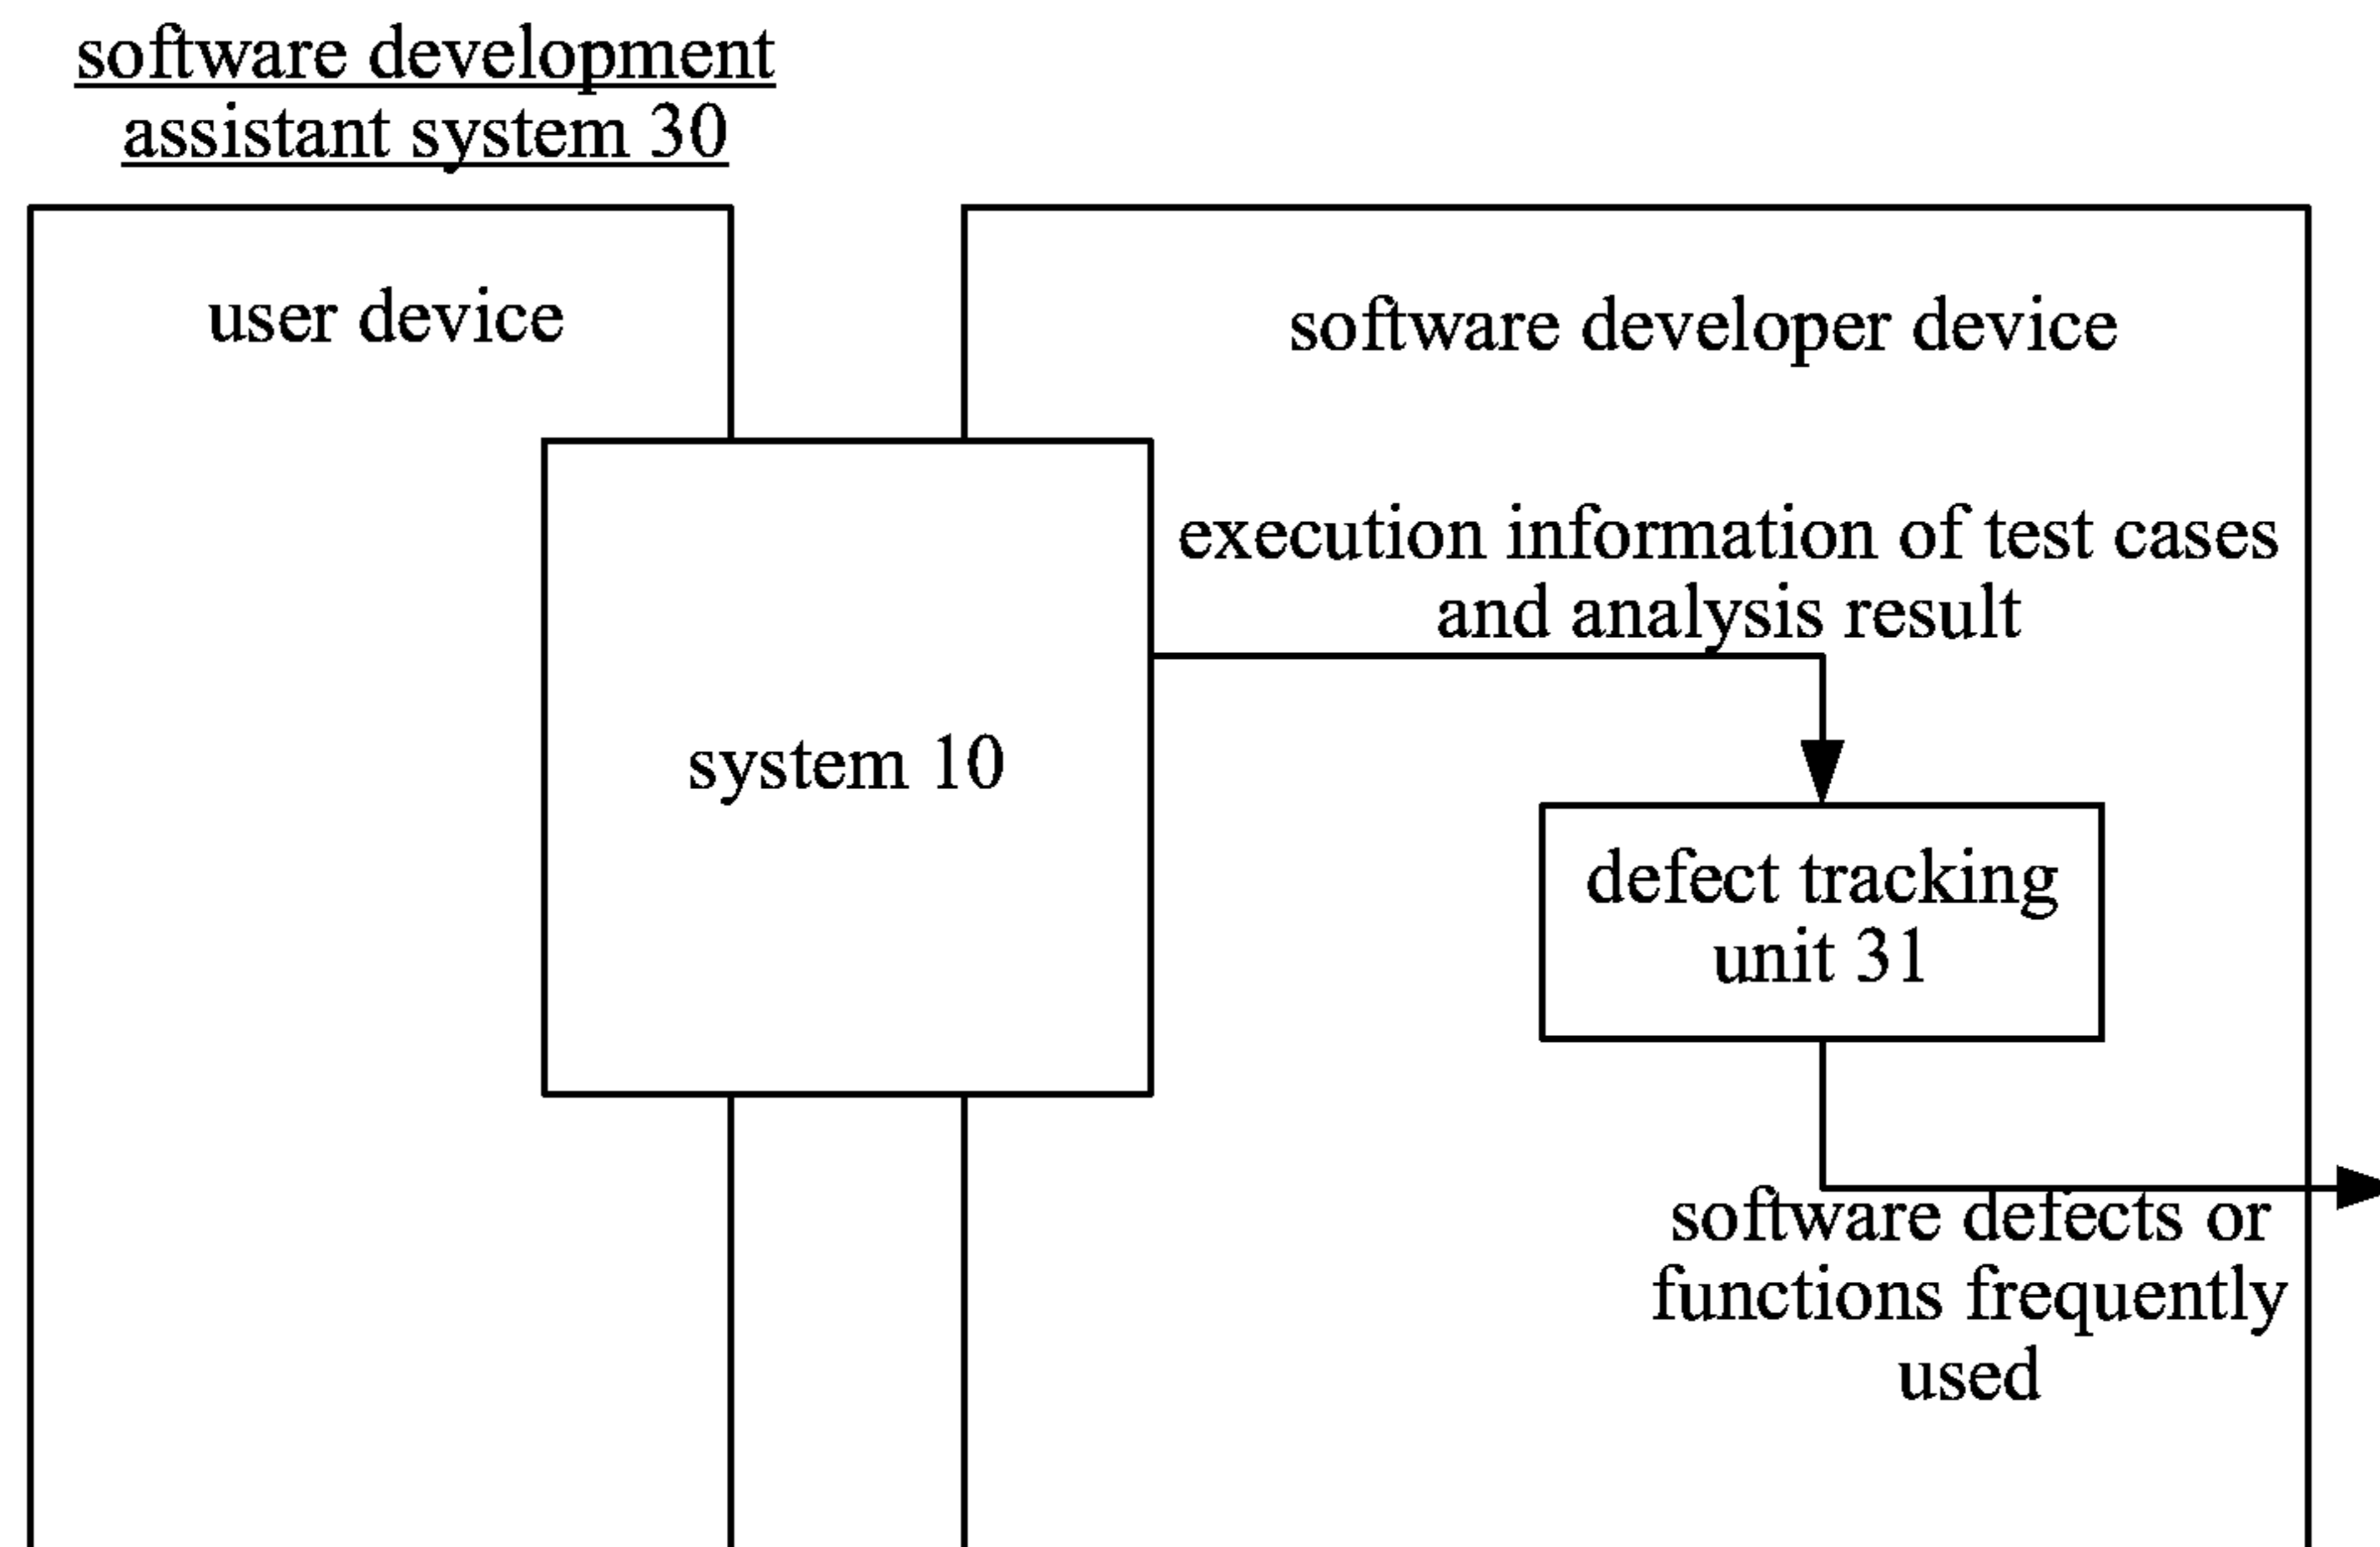 software development
assistant system 30
user device
software developer device
execution information of test cases
and analysis result
system 10
defect tracking
unit 31
software defects or
functions frequently
used